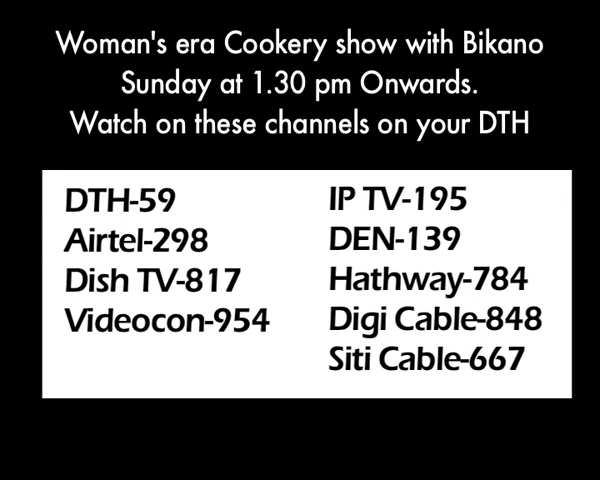 Woman's era Cookery show with Bikano
Sunday at 1.30 pm Onwards.
Watch on these channels on your DTH
DTH-59
Airtel-298
Dish TV-817
Videocon-954
IP TV-195
DEN-139
Hathway-784
Digi Cable-848
Siti Cable-667